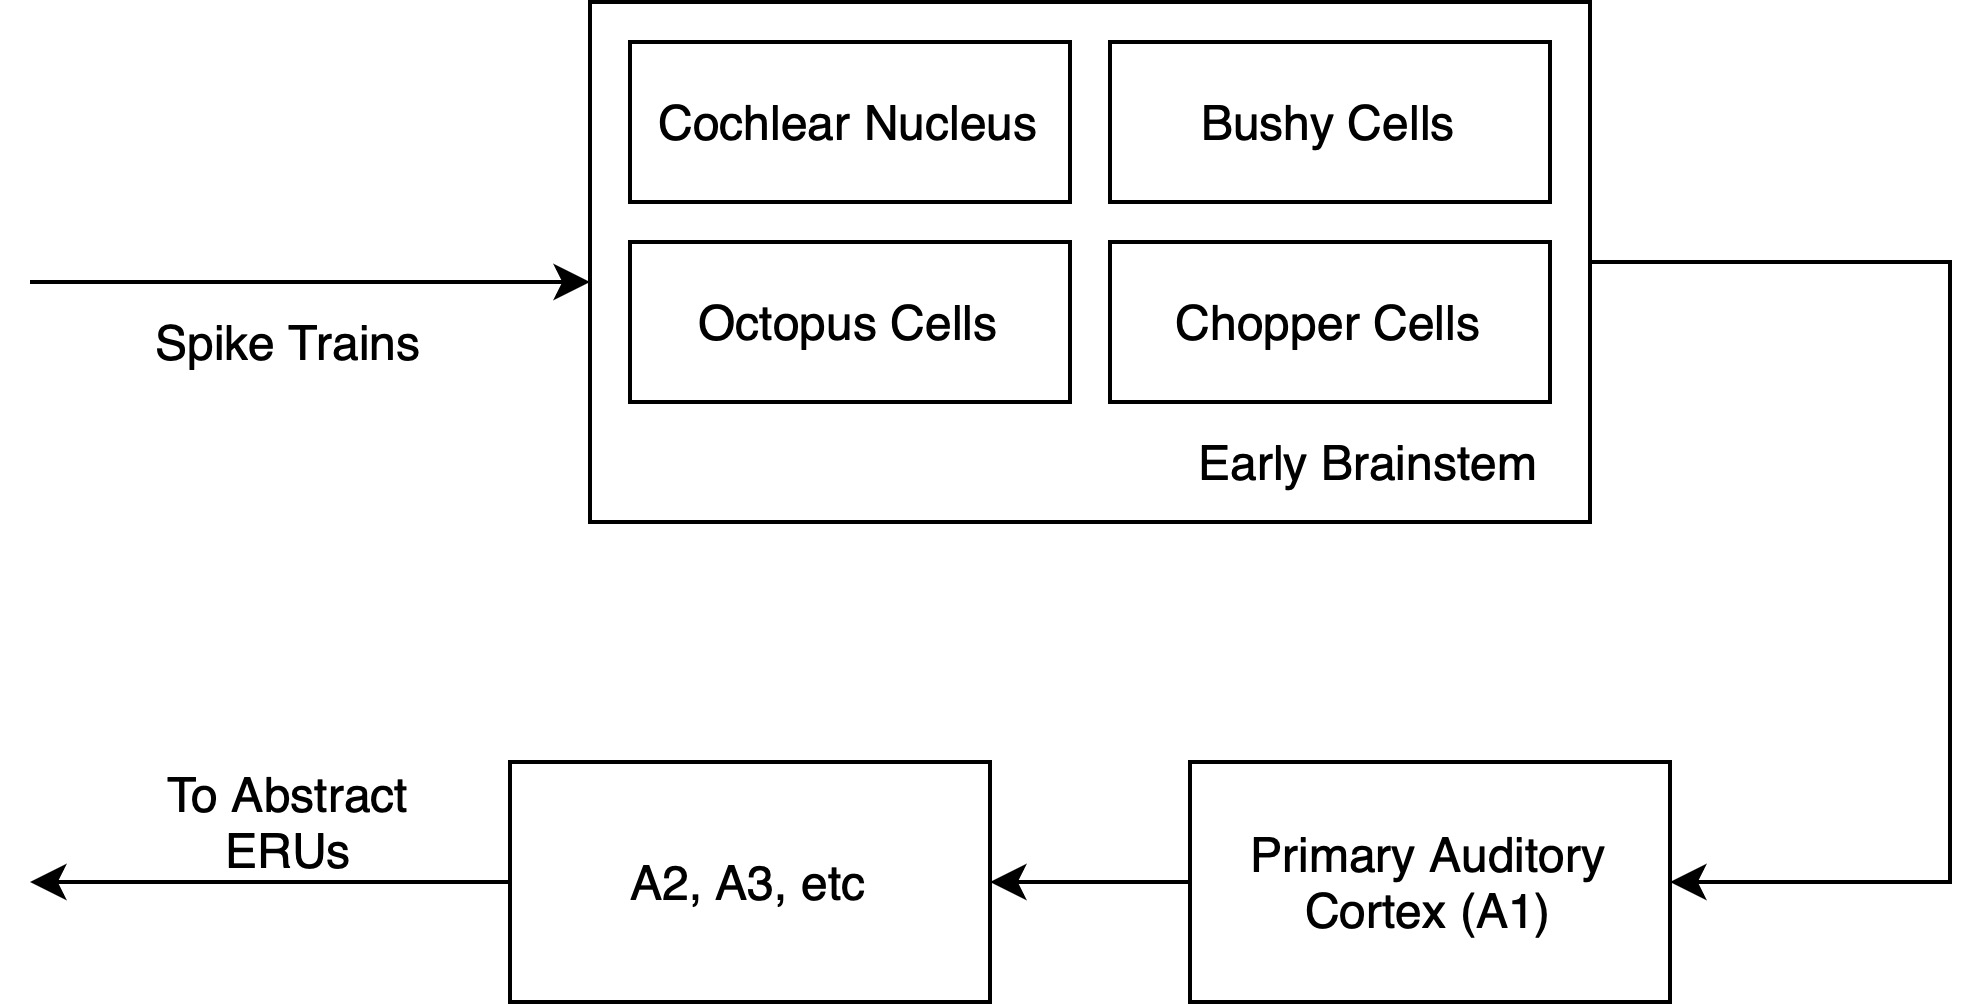 Cochlear Nucleus
Bushy Cells
Octopus Cells
Chopper Cells
Spike Trains
Early Brainstem
To Abstract
ERUs
A2, A3, etc
Primary Auditory
Cortex (A1)